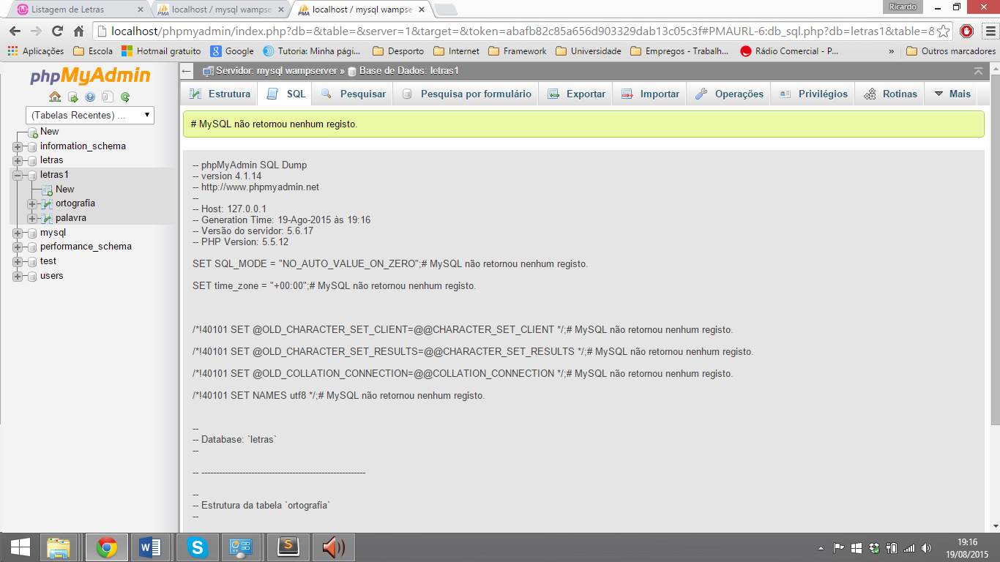 Listagem de Letras
localhost / mysql wampse
localhost / mysql wampse
Ricardo
localhost/phpmyadmin/index.php?db=&table=&server=1&target=&token=abafb82c85a656d903329dab13c05c3f#PMAURL-6:db_sql.php?db=letras1&table=&
Aplicações
Escola
Hotmail gratuito
Google
Tutoria: Minha pági...
Desporto
Internet
Framework
Universidade
Empregos - Trabalh...
Rádio Comercial - P...
»
Outros marcadores
phpMyAdmin
(Tabelas Recentes) ...
New
information_schema
letras
letras1
New
ortografia
palavra
mysql
performance_schema
test
users
Servidor: mysql wampserver » Base de Dados: letras1
Estrutura
SQL
Pesquisar
Pesquisa por formulário
Exportar
Importar
Operações
Privilégios
Rotinas
Mais
# MySQL não retornou nenhum registo.
-- phpMyAdmin SQL Dump
-- version 4.1.14
-- http://www.phpmyadmin.net
--
-- Host: 127.0.0.1
-- Generation Time: 19-Ago-2015 às 19:16
-- Versão do servidor: 5.6.17
-- PHP Version: 5.5.12
SET SQL_MODE = "NO_AUTO_VALUE_ON_ZERO";# MySQL não retornou nenhum registo.
SET time_zone = "+00:00";# MySQL não retornou nenhum registo.
/*!40101 SET @OLD_CHARACTER_SET_CLIENT=@@CHARACTER_SET_CLIENT */;# MySQL não retornou nenhum registo.
/*!40101 SET @OLD_CHARACTER_SET_RESULTS=@@CHARACTER_SET_RESULTS */;# MySQL não retornou nenhum registo.
/*!40101 SET @OLD_COLLATION_CONNECTION=@@COLLATION_CONNECTION */;# MySQL não retornou nenhum registo.
/*!40101 SET NAMES utf8 */;# MySQL não retornou nenhum registo.
--
-- Database: `letras`
--
-- --------------------------------------------------------
--
-- Estrutura da tabela `ortografia`
--
19:16
19/08/2015